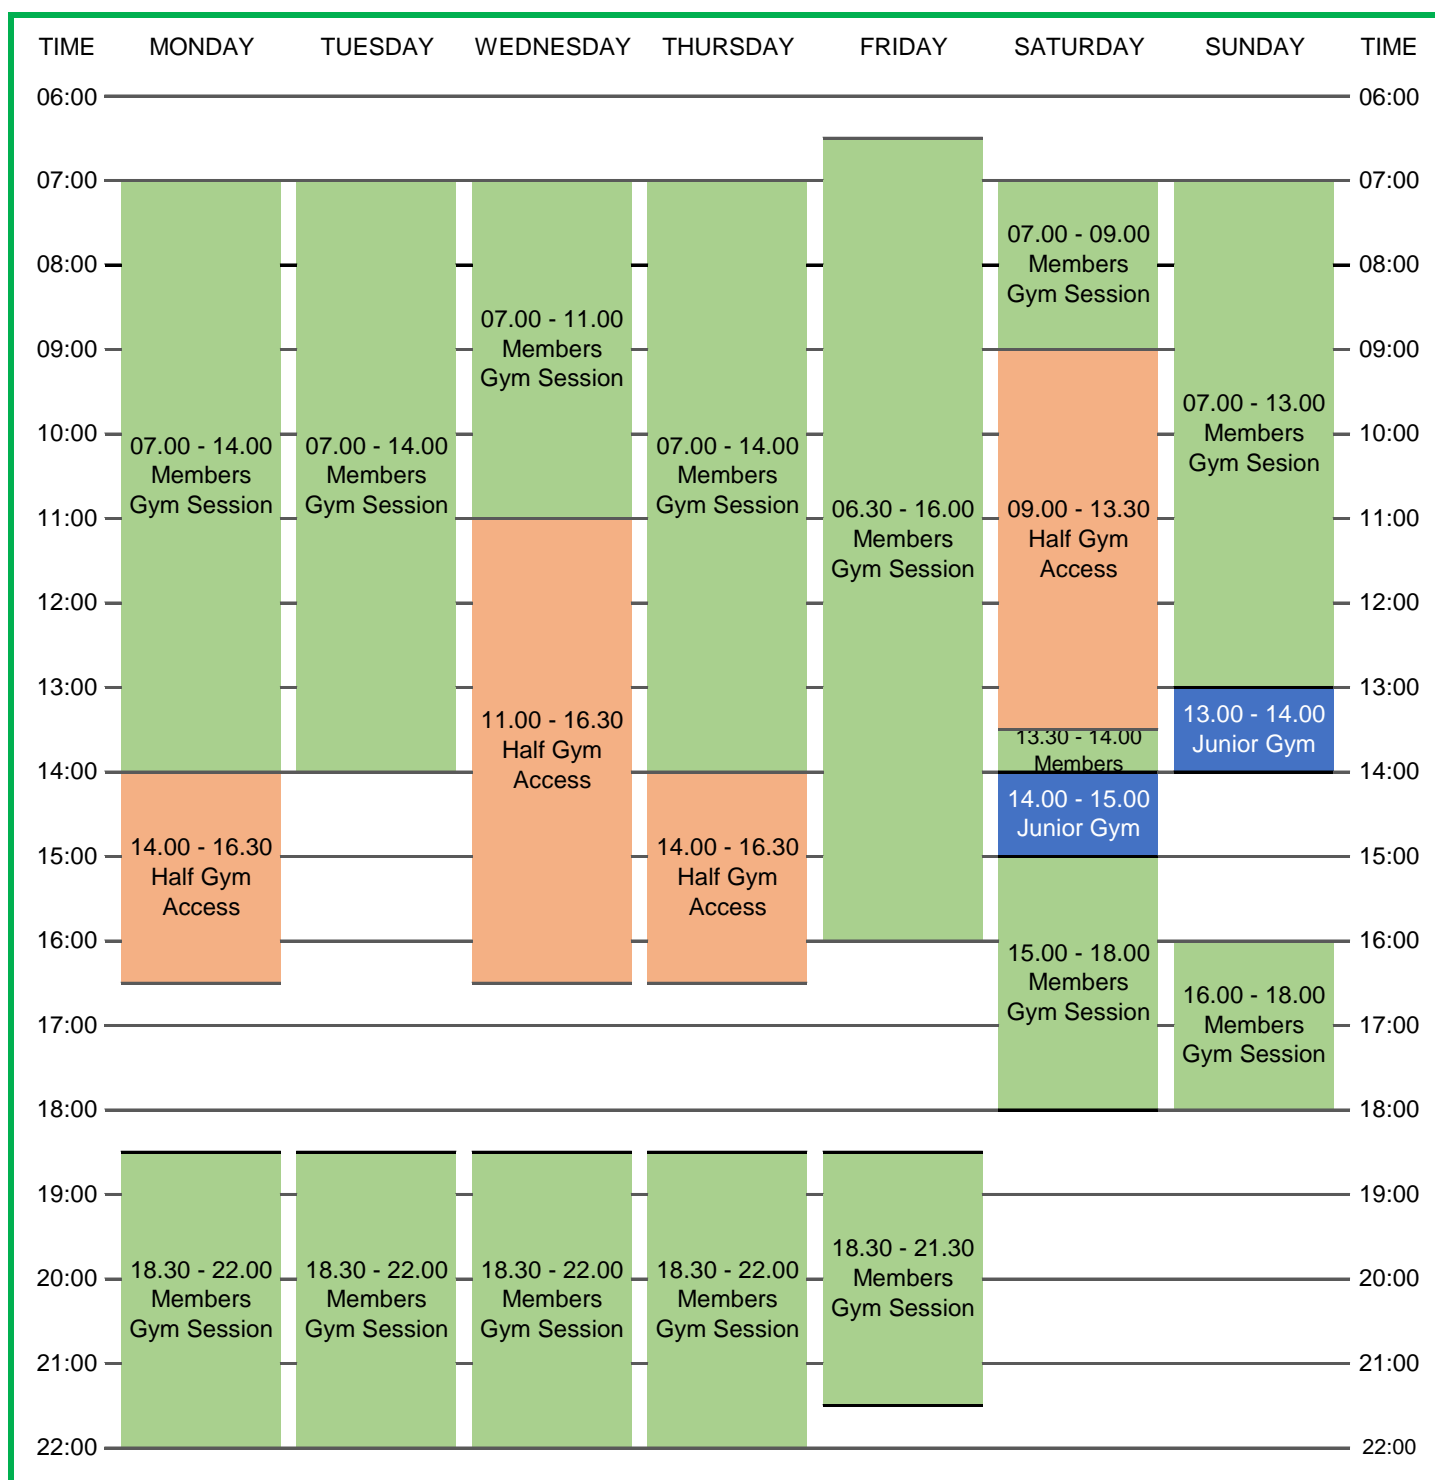 TIME MONDAY TUESDAY WEDNESDAY THURSDAY FRIDAY SATURDAY SUNDAY TIME
06:00 06:00
07:00 07:00
07.00 - 09.00
Members
Gym Session
08:00 08:00
07.00 - 11.00
Members
Gym Session
09:00 09:00
07.00 - 13.00
Members
Gym Sesion
10:00 10:00
07.00 - 14.00
Members
Gym Session
07.00 - 14.00
Members
Gym Session
07.00 - 14.00
Members
Gym Session
06.30 - 16.00
Members
Gym Session
09.00 - 13.30
Half Gym
Access
11:00 11:00
12:00 12:00
13:00 13:00
11.00 - 16.30
Half Gym
Access
13.30 - 14.00
Members
13.00 - 14.00
Junior Gym
14:00 14:00
14.00 - 15.00
Junior Gym
14.00 - 16.30
Half Gym
Access
14.00 - 16.30
Half Gym
Access
15:00 15:00
16:00 16:00
15.00 - 18.00
Members
Gym Session
16.00 - 18.00
Members
Gym Session
17:00 17:00
18:00 18:00
19:00 19:00
18.30 - 22.00
Members
Gym Session
18.30 - 22.00
Members
Gym Session
18.30 - 22.00
Members
Gym Session
18.30 - 22.00
Members
Gym Session
18.30 - 21.30
Members
Gym Session
20:00 20:00
21:00 21:00
22:00 22:00